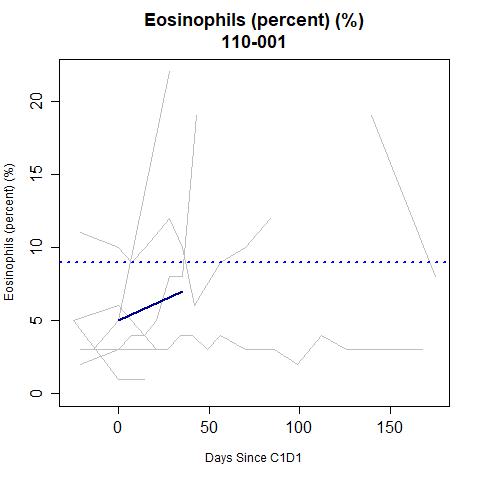 Eosinophils (percent) (%)
110-001
Eosinophils (percent) (%)
20
15
10
5
0
0 50 100 150
Days Since C1D1